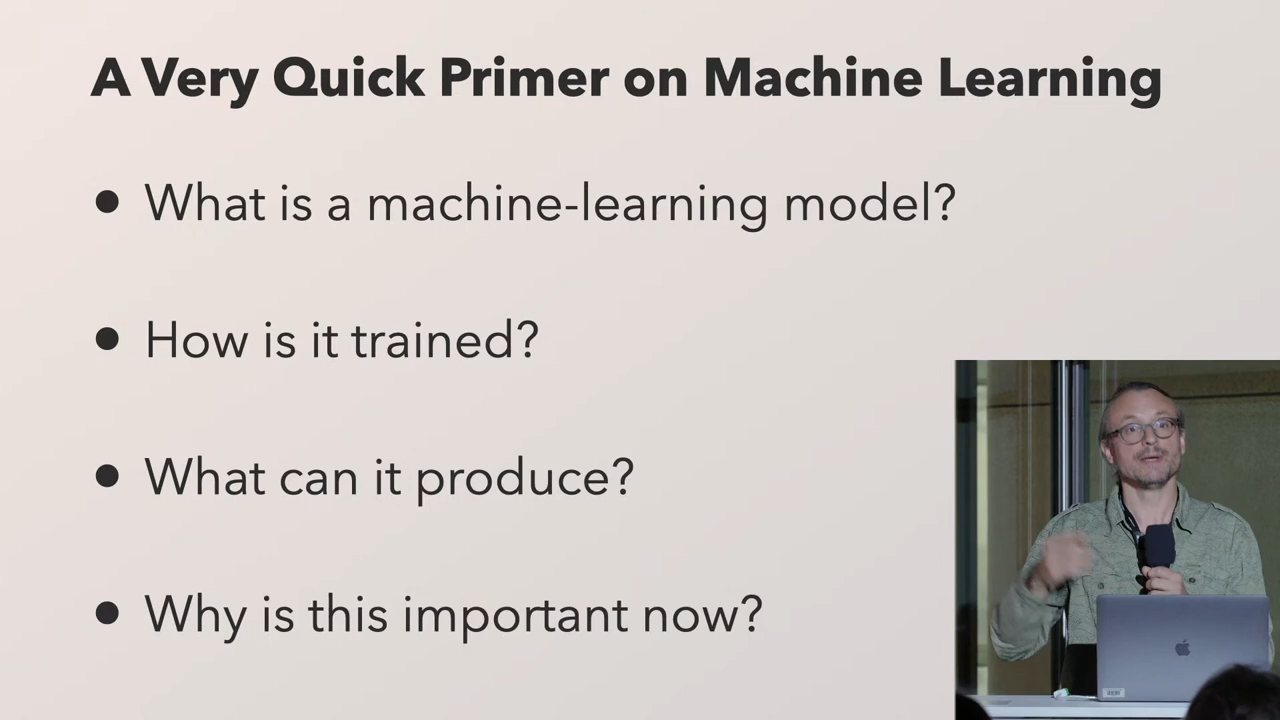 A Very Quick Primer on Machine Learning
• What is a machine-learning model?
• How is it trained?
• What can it produce?
• Why is this important now?